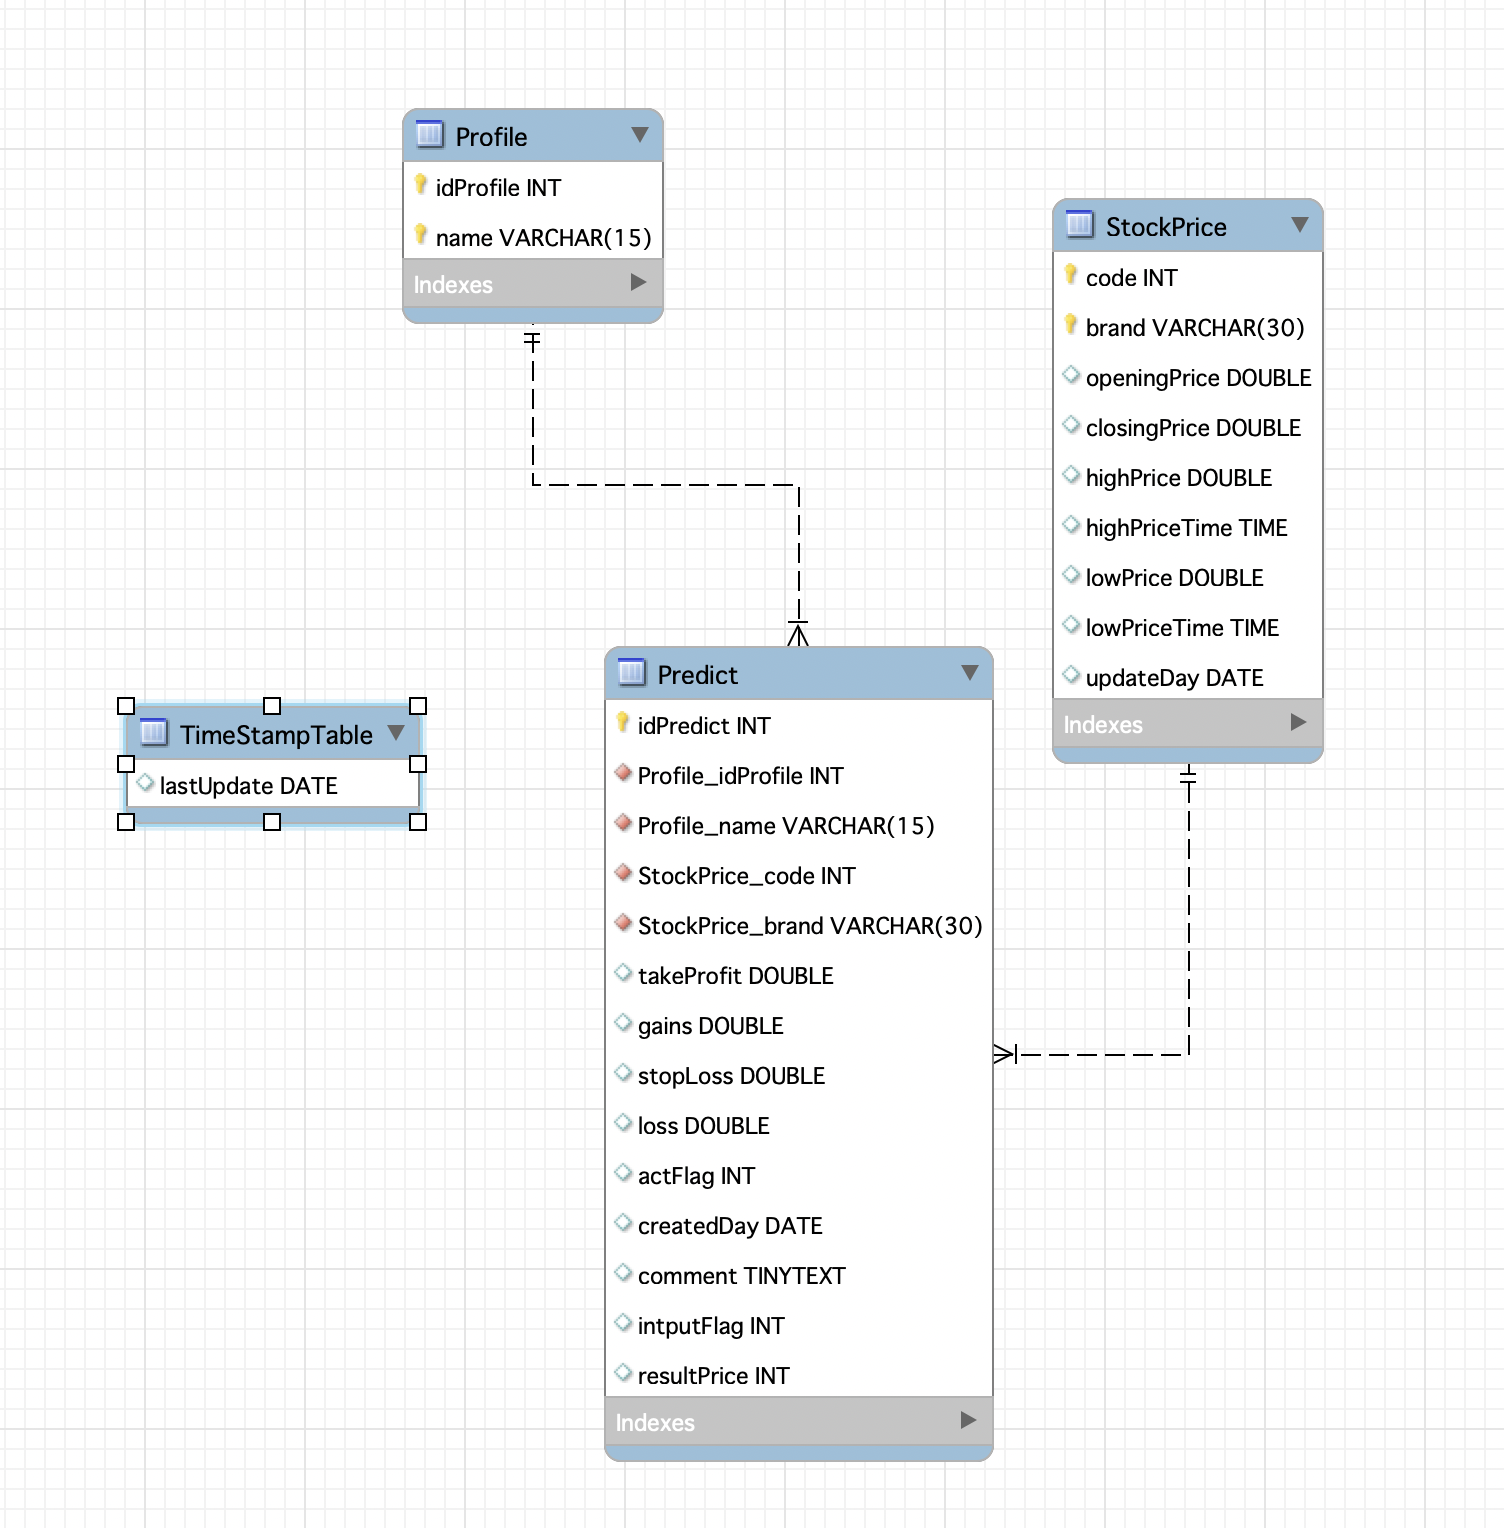 Profile
idProfile INT
name VARCHAR(15)
Indexes
StockPrice
code INT
brand VARCHAR(30)
openingPrice DOUBLE
closingPrice DOUBLE
highPrice DOUBLE
highPriceTime TIME
lowPrice DOUBLE
lowPriceTime TIME
updateDay DATE
Indexes
TimeStampTable
lastUpdate DATE
Predict
idPredict INT
Profile_idProfile INT
Profile_name VARCHAR(15)
StockPrice_code INT
StockPrice_brand VARCHAR(30)
takeProfit DOUBLE
gains DOUBLE
stopLoss DOUBLE
loss DOUBLE
actFlag INT
createdDay DATE
comment TINYTEXT
intputFlag INT
resultPrice INT
Indexes